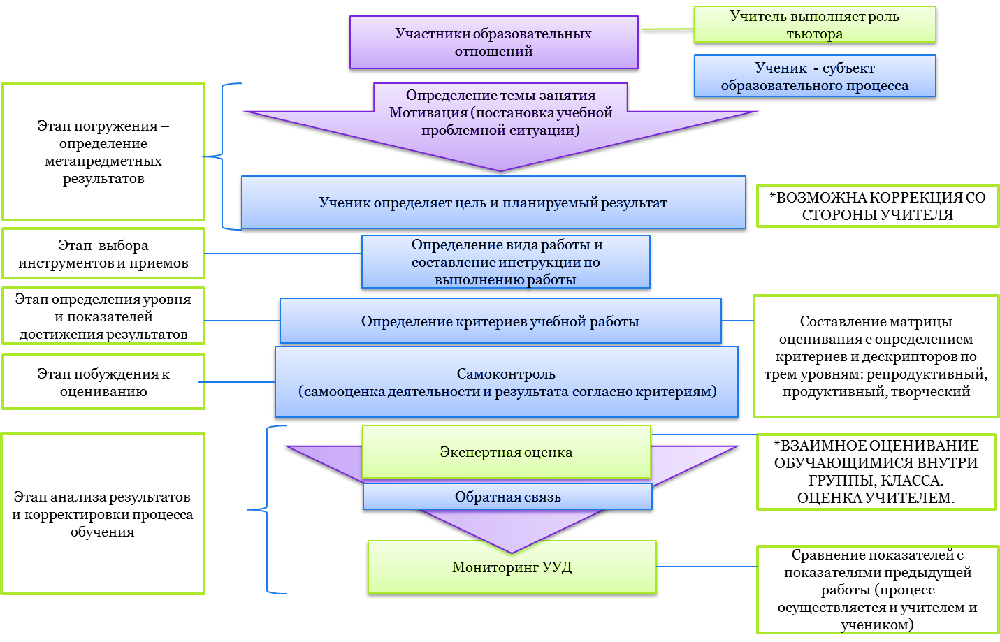 Участники образовательных
отношений
Учитель выполняет роль
тьютора
Ученик - субъект
образовательного процесса
Этап погружения –
определение
метапредметных
результатов
Определение темы занятия
Мотивация (постановка учебной
проблемной ситуации)
Ученик определяет цель и планируемый результат
*ВОЗМОЖНА КОРРЕКЦИЯ СО
СТОРОНЫ УЧИТЕЛЯ
Этап выбора
инструментов и приемов
Определение вида работы и
составление инструкции по
выполнению работы
Этап определения уровня
и показателей
достижения результатов
Определение критериев учебной работы
Составление матрицы
оценивания с определением
критериев и дескрипторов по
трем уровням: репродуктивный,
продуктивный, творческий
Этап побуждения к
оцениванию
Самоконтроль
(самооценка деятельности и результата согласно критериям)
Этап анализа результатов
и корректировки процесса
обучения
Экспертная оценка
*ВЗАИМНОЕ ОЦЕНИВАНИЕ
ОБУЧАЮЩИМИСЯ ВНУТРИ
ГРУППЫ, КЛАССА.
ОЦЕНКА УЧИТЕЛЕМ.
Обратная связь
Мониторинг УУД
Сравнение показателей с
показателями предыдущей
работы (процесс
осуществляется и учителем и
учеником)